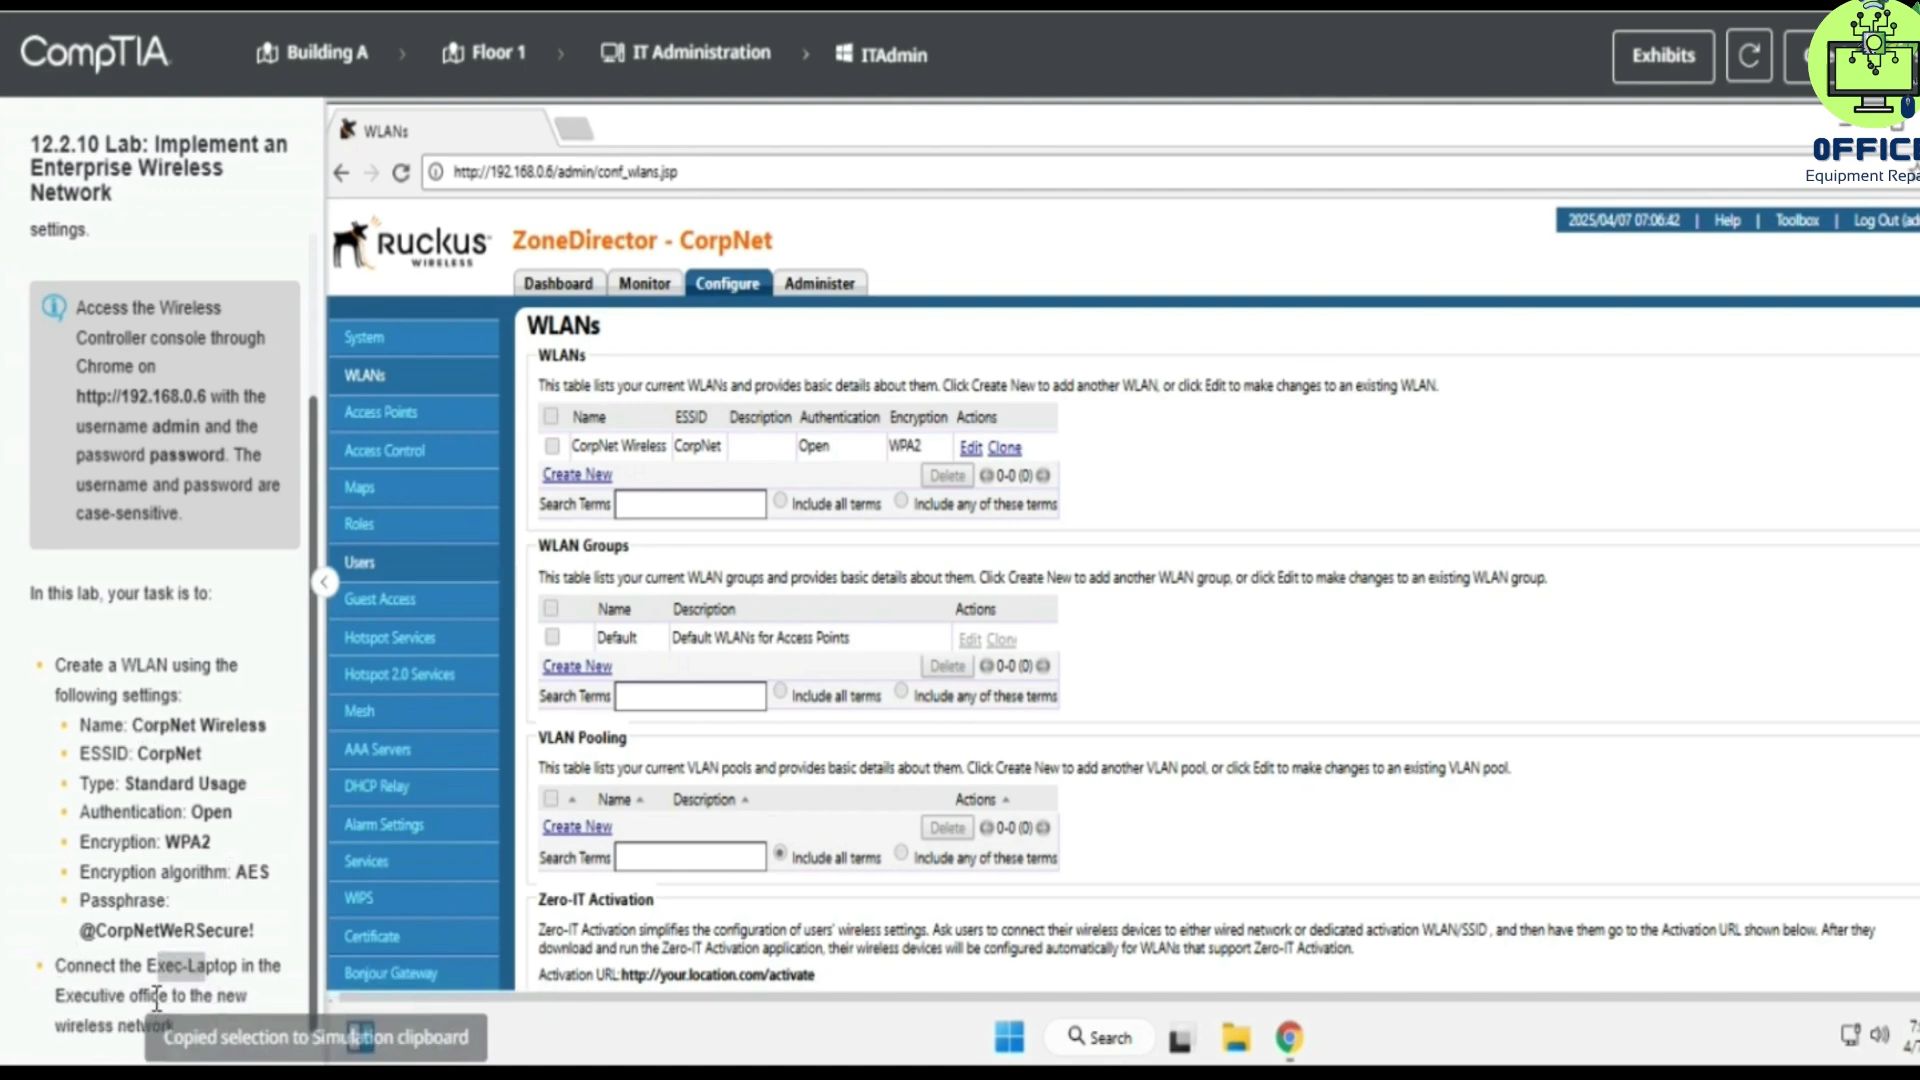 CompTIA.
Building A
Floor 1
IT Administration
ITAdmin
Exhibits
OFFICE
Equipment Repa
12.2.10 Lab: Implement an
Enterprise Wireless
Network
settings.
Access the Wireless
Controller console through
Chrome on
http://192.168.0.6 with the
username admin and the
password password. The
username and password are
case-sensitive.
In this lab, your task is to:
Create a WLAN using the
following settings:
Name: CorpNet Wireless
ESSID: CorpNet
Type: Standard Usage
Authentication: Open
Encryption: WPA2
Encryption algorithm: AES
Passphrase:
@CorpNetWeRSecure!
Connect the Exec-Laptop in the
Executive office to the new
wireless network
Copied selection to Simulation clipboard
WLANs
http://192.168.0.6/admin/conf_wlans.jsp
RUCKUS
WIRELESS
ZoneDirector - CorpNet
2025/04/07 07:06:42 | Help | Toolbox | Log Out (ad
Dashboard
Monitor
Configure
Administer
System
WLANs
Access Points
Access Control
Maps
Roles
Users
Guest Access
Hotspot Services
Hotspot 2.0 Services
Mesh
AAA Servers
DHCP Relay
Alarm Settings
Services
WIPS
Certificate
Bonjour Gateway
WLANs
WLANs
This table lists your current WLANs and provides basic details about them. Click Create New to add another WLAN, or click Edit to make changes to an existing WLAN.
Name ESSID Description Authentication Encryption Actions
CorpNet Wireless CorpNet Open WPA2 Edit Clone
Create New Delete 0-0 (0)
Search Terms Include all terms Include any of these terms
WLAN Groups
This table lists your current WLAN groups and provides basic details about them. Click Create New to add another WLAN group, or click Edit to make changes to an existing WLAN group.
Name Description Actions
Default Default WLANs for Access Points Edit Clon
Create New Delete 0-0 (0)
Search Terms Include all terms Include any of these terms
VLAN Pooling
This table lists your current VLAN pools and provides basic details about them. Click Create New to add another VLAN pool, or click Edit to make changes to an existing VLAN pool.
Name Description Actions
Create New Delete 0-0 (0)
Search Terms Include all terms Include any of these terms
Zero-IT Activation
Zero-IT Activation simplifies the configuration of users' wireless settings. Ask users to connect their wireless devices to either wired network or dedicated activation WLAN/SSID , and then have them go to the Activation URL shown below. After they
download and run the Zero-IT Activation application, their wireless devices will be configured automatically for WLANs that support Zero-IT Activation.
Activation URL:http://your.location.com/activate
Search
7:
4/7